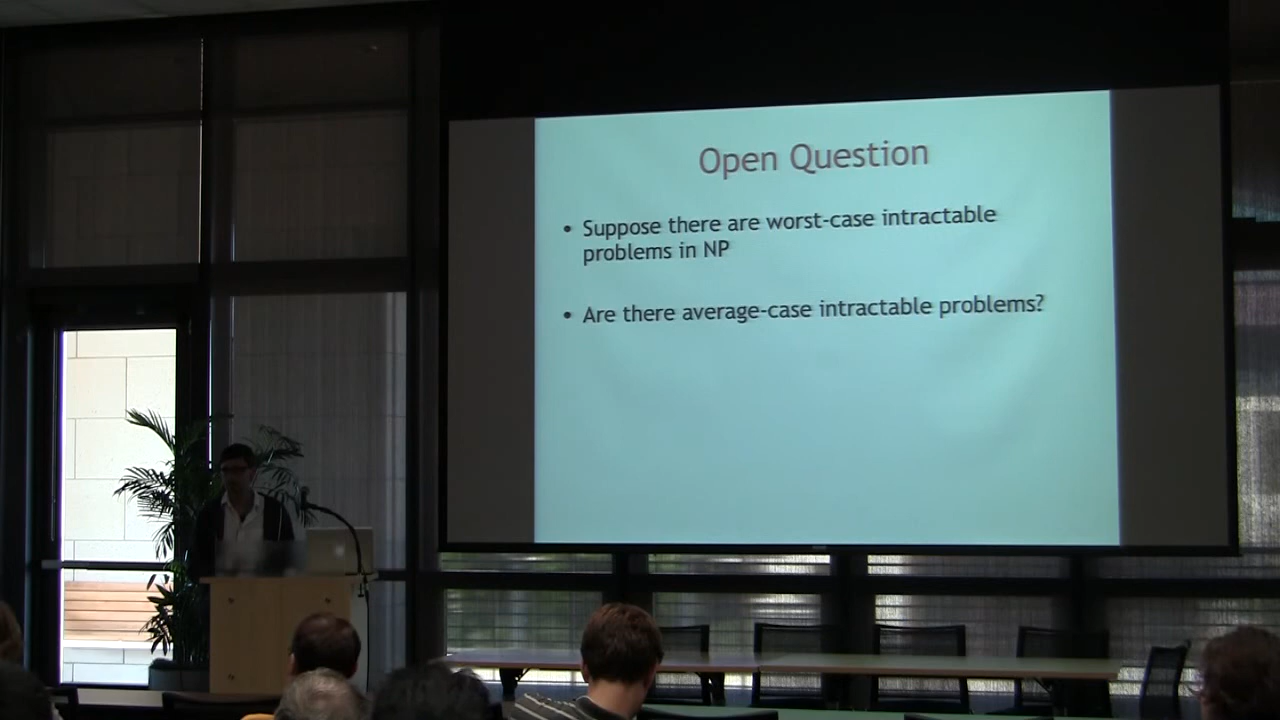 Open Question
• Suppose there are worst-case intractable
problems in NP
• Are there average-case intractable problems?